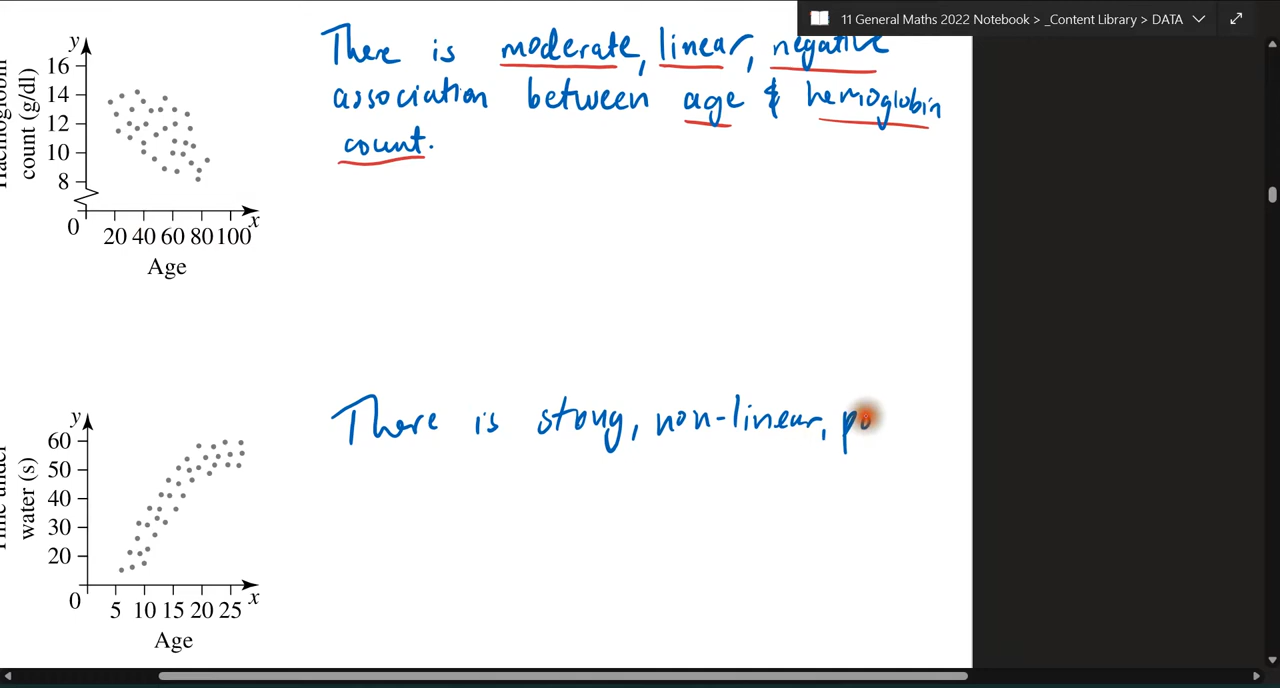 11 General Maths 2022 Notebook > _Content Library > DATA
There is moderate, linear, negative
association between age & hemoglobin
count.
y
16
14
12
10
8
0
count (g/dl)
20 40 60 80 100
x
Age
There is strong, non-linear, po
y
60
50
40
30
20
0
water (s)
5 10 15 20 25
x
Age